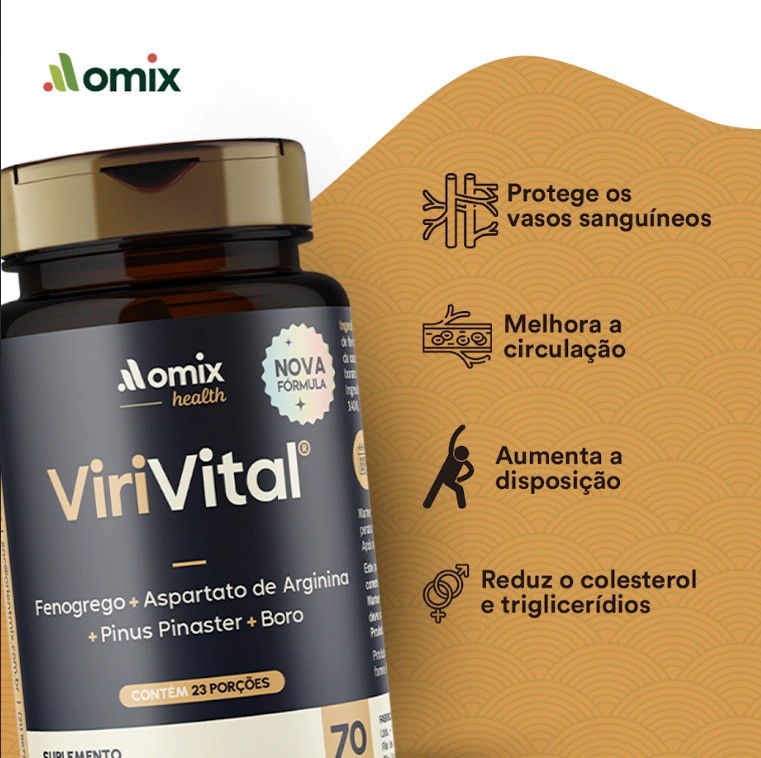 omix
Protege os
vasos sanguíneos
Melhora a
circulação
Aumenta a
disposição
Reduz o colesterol
e triglicerídios
omix
health
NOVA
FÓRMULA
ViriVital®
Fenogrego + Aspartato de Arginina
+ Pinus Pinaster + Boro
CONTÉM 23 PORÇÕES
SUPLEMENTO
70